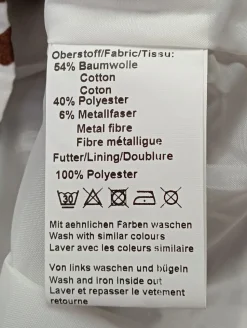 Oberstoff/Fabric/Tissu:
54% Baumwolle
Cotton
Coton
40% Polyester
6% Metallfaser
Metal fibre
Fibre métallique
Futter/Lining/Doublure
100% Polyester
30
Mit aehnlichen Farben waschen
Wash with similar colours
Laver avec les coleurs similaire
Von links waschen und bügeln
Wash and iron inside out
Laver et repasser le vetement
retourne